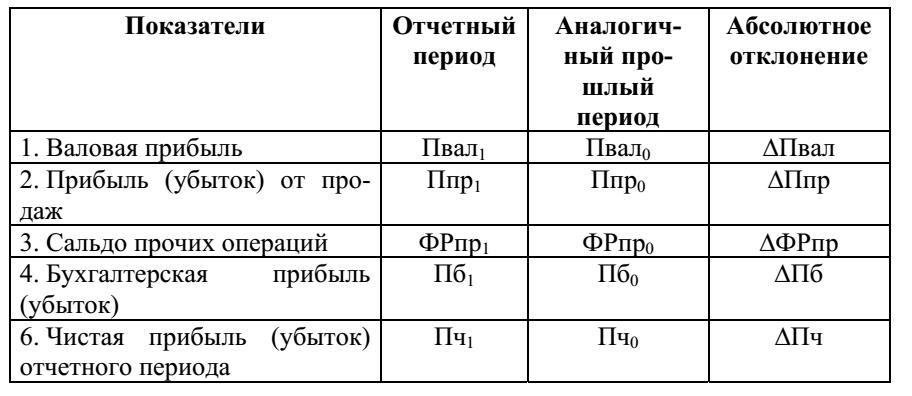 Показатели Отчетный Аналогич- Абсолютное
период ный про- отклонение
шлый
период
1. Валовая прибыль Пвал₁ Пвал₀ ΔПвал
2. Прибыль (убыток) от про- Ппр₁ Ппр₀ ΔПпр
даж
3. Сальдо прочих операций ФРпр₁ ФРпр₀ ΔФРпр
4. Бухгалтерская прибыль Пб₁ Пб₀ ΔПб
(убыток)
6. Чистая прибыль (убыток) Пч₁ Пч₀ ΔПч
отчетного периода